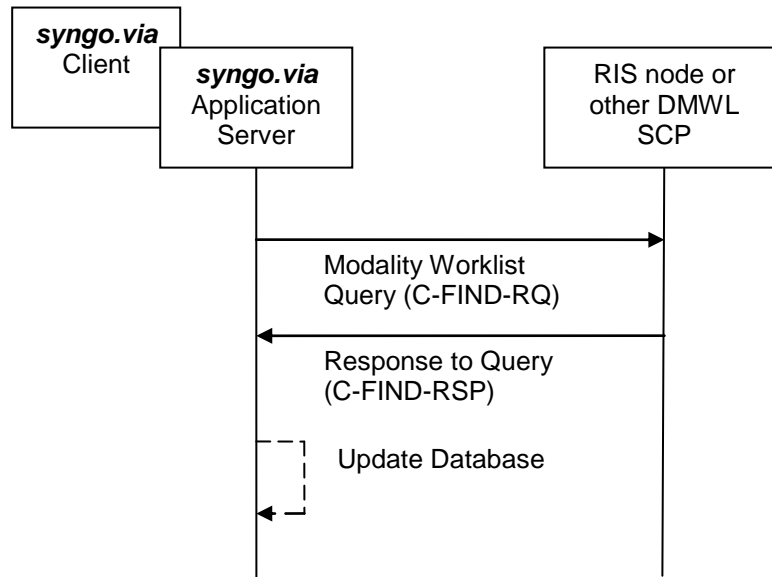 syngo.via
Client
syngo.via
Application
Server
RIS node or
other DMWL
SCP
Modality Worklist
Query (C-FIND-RQ)
Response to Query
(C-FIND-RSP)
Update Database